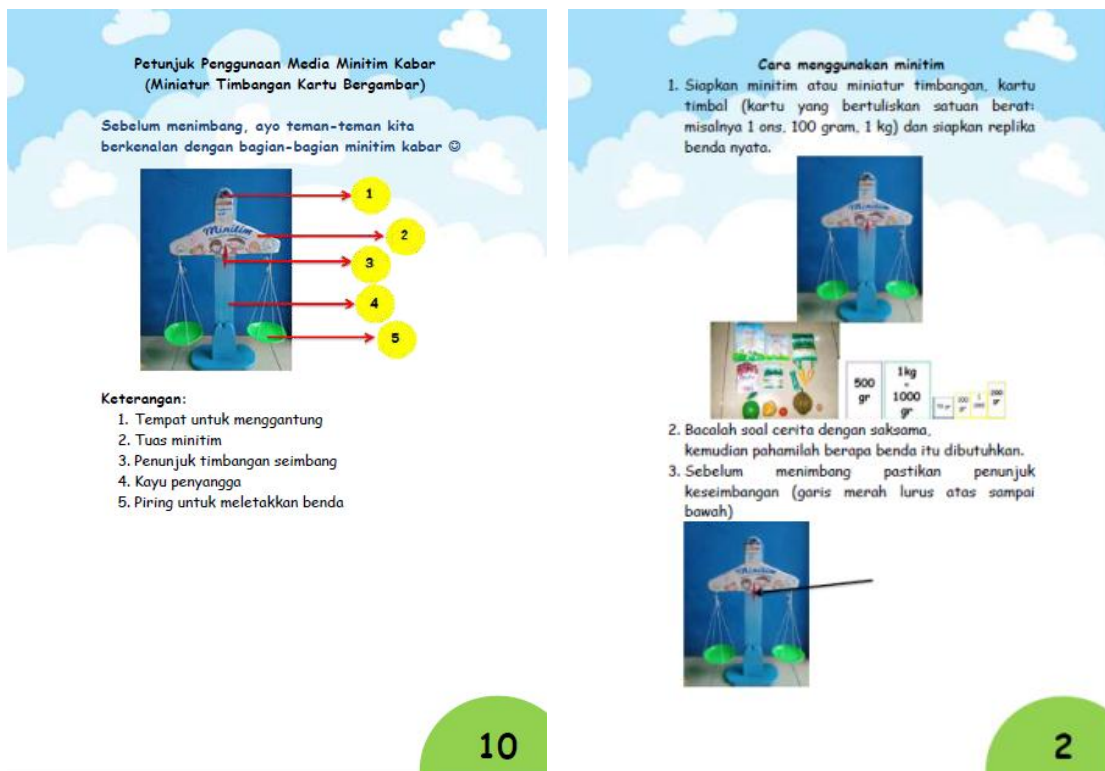 Petunjuk Penggunaan Media Minitim Kabar
(Miniatur Timbangan Kartu Bergambar)
Sebelum menimbang, ayo teman-teman kita
berkenalan dengan bagian-bagian minitim kabar ☺
Minitim
1
2
3
4
5
Keterangan:
1. Tempat untuk menggantung
2. Tuas minitim
3. Penunjuk timbangan seimbang
4. Kayu penyangga
5. Piring untuk meletakkan benda
10
Cara menggunakan minitim
1. Siapkan minitim atau miniatur timbangan, kartu
timbal (kartu yang bertuliskan satuan berat:
misalnya 1 ons, 100 gram, 1 kg) dan siapkan replika
benda nyata.
Minitim
500
gr
1kg
=
1000
gr
2. Bacalah soal cerita dengan saksama,
kemudian pahamilah berapa benda itu dibutuhkan.
3. Sebelum menimbang pastikan penunjuk
keseimbangan (garis merah lurus atas sampai
bawah)
Minitim
2